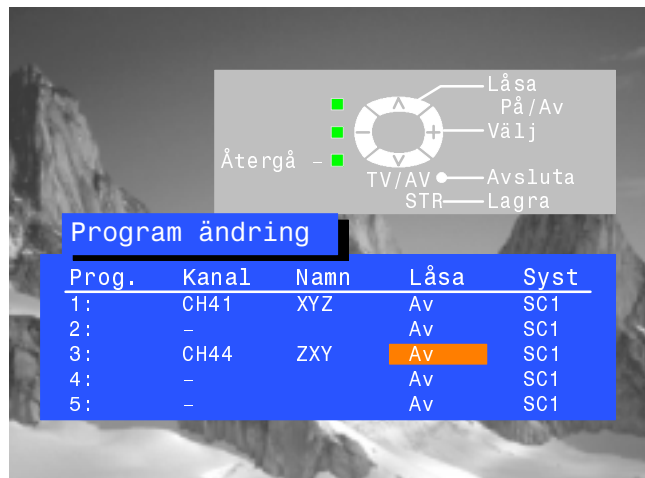 Låsa
På/Av
Välj
Återgå –
TV/AV Avsluta
STR Lagra
Program ändring
Prog. Kanal Namn Låsa Syst
1: CH41 XYZ Av SC1
2: – Av SC1
3: CH44 ZXY Av SC1
4: – Av SC1
5: – Av SC1